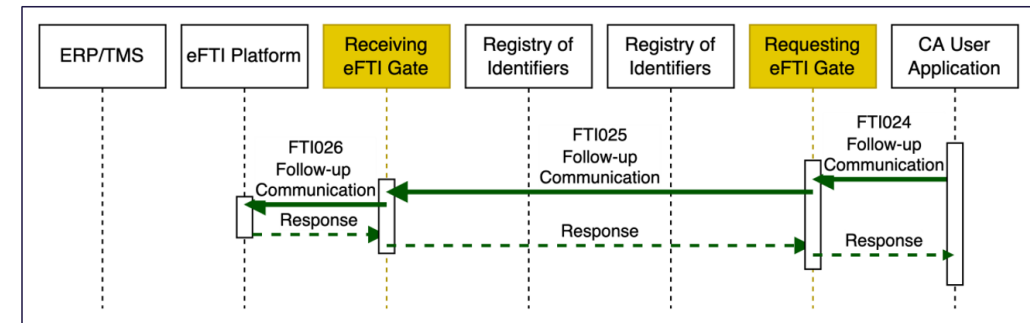 ERP/TMS
eFTI Platform
Receiving
eFTI Gate
Registry of
Identifiers
Registry of
Identifiers
Requesting
eFTI Gate
CA User
Application
FTI026
Follow-up
Communication
FTI025
Follow-up
Communication
FTI024
Follow-up
Communication
Response
Response
Response